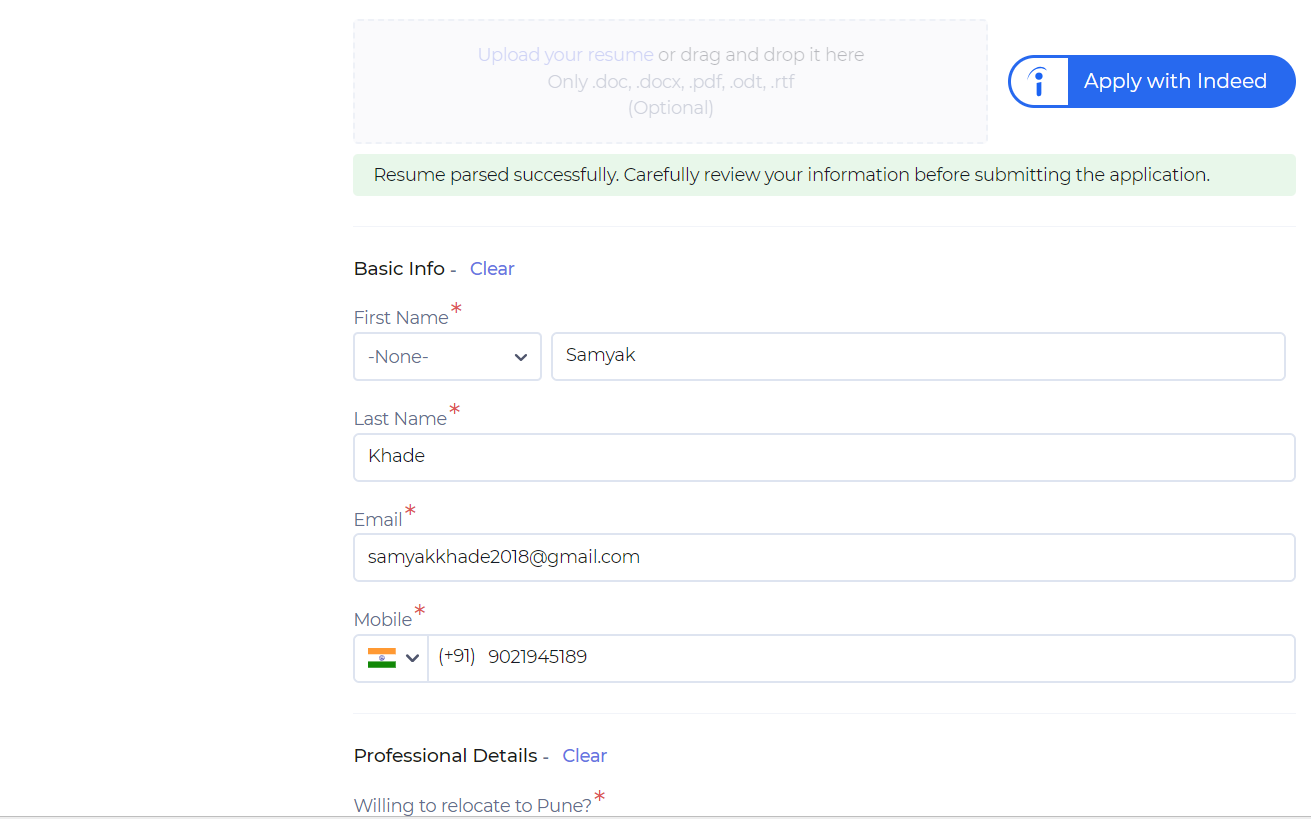 Upload your resume or drag and drop it here
Only .doc, .docx, .pdf, .odt, .rtf
(Optional)
Apply with Indeed
Resume parsed successfully. Carefully review your information before submitting the application.
Basic Info - Clear
First Name*
-None- Samyak
Last Name*
Khade
Email*
samyakkhade2018@gmail.com
Mobile*
(+91) 9021945189
Professional Details - Clear
Willing to relocate to Pune?*